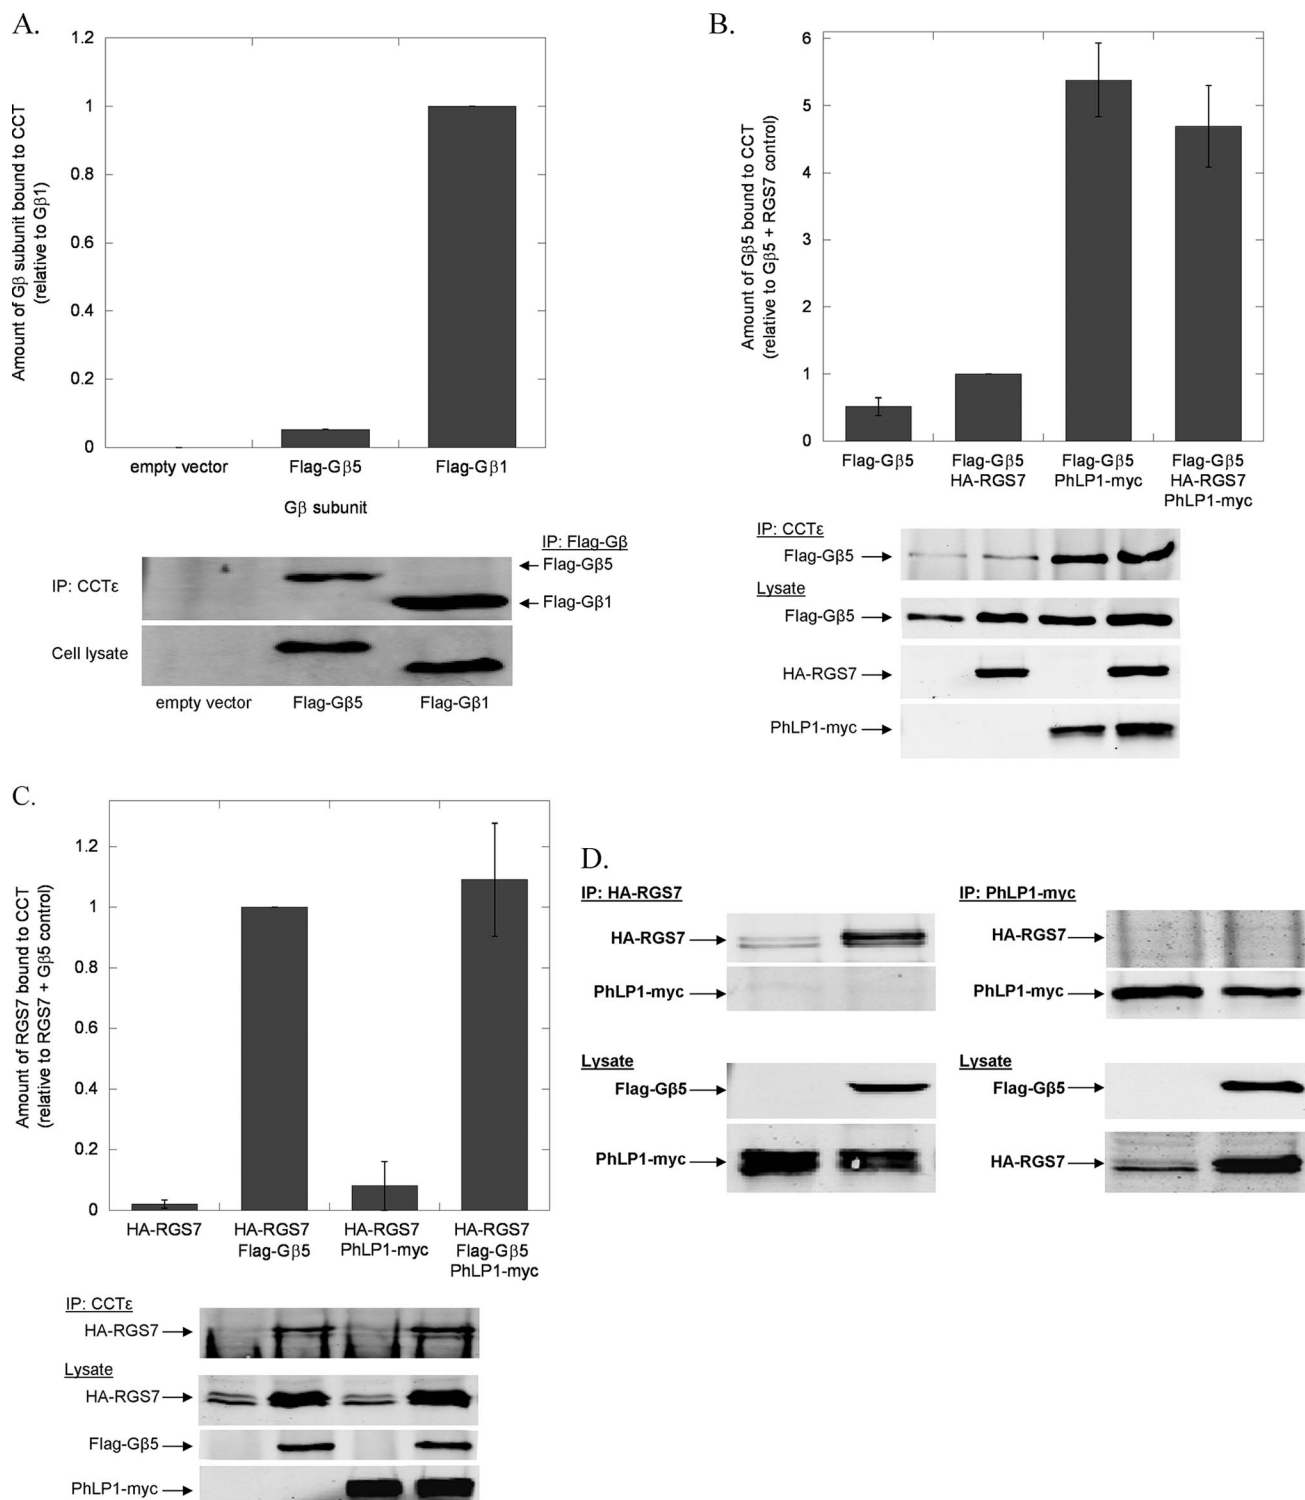 A.
1.2
1
0.8
0.6
0.4
0.2
0
Amount of Gβ subunit bound to CCT
(relative to Gβ1)
empty vector
Flag-Gβ5
Flag-Gβ1
Gβ subunit
IP: Flag-Gβ
IP: CCTε
Flag-Gβ5
Flag-Gβ1
Cell lysate
empty vector
Flag-Gβ5
Flag-Gβ1
B.
6
5
4
3
2
1
0
Amount of Gβ5 bound to CCT
(relative to Gβ5 + RGS7 control)
Flag-Gβ5
Flag-Gβ5
HA-RGS7
Flag-Gβ5
PhLP1-myc
Flag-Gβ5
HA-RGS7
PhLP1-myc
IP: CCTε
Flag-Gβ5
Lysate
Flag-Gβ5
HA-RGS7
PhLP1-myc
C.
1.2
1
0.8
0.6
0.4
0.2
0
Amount of RGS7 bound to CCT
(relative to RGS7 + Gβ5 control)
HA-RGS7
HA-RGS7
Flag-Gβ5
HA-RGS7
PhLP1-myc
HA-RGS7
Flag-Gβ5
PhLP1-myc
IP: CCTε
HA-RGS7
Lysate
HA-RGS7
Flag-Gβ5
PhLP1-myc
D.
IP: HA-RGS7
HA-RGS7
PhLP1-myc
Lysate
Flag-Gβ5
PhLP1-myc
IP: PhLP1-myc
HA-RGS7
PhLP1-myc
Lysate
Flag-Gβ5
HA-RGS7